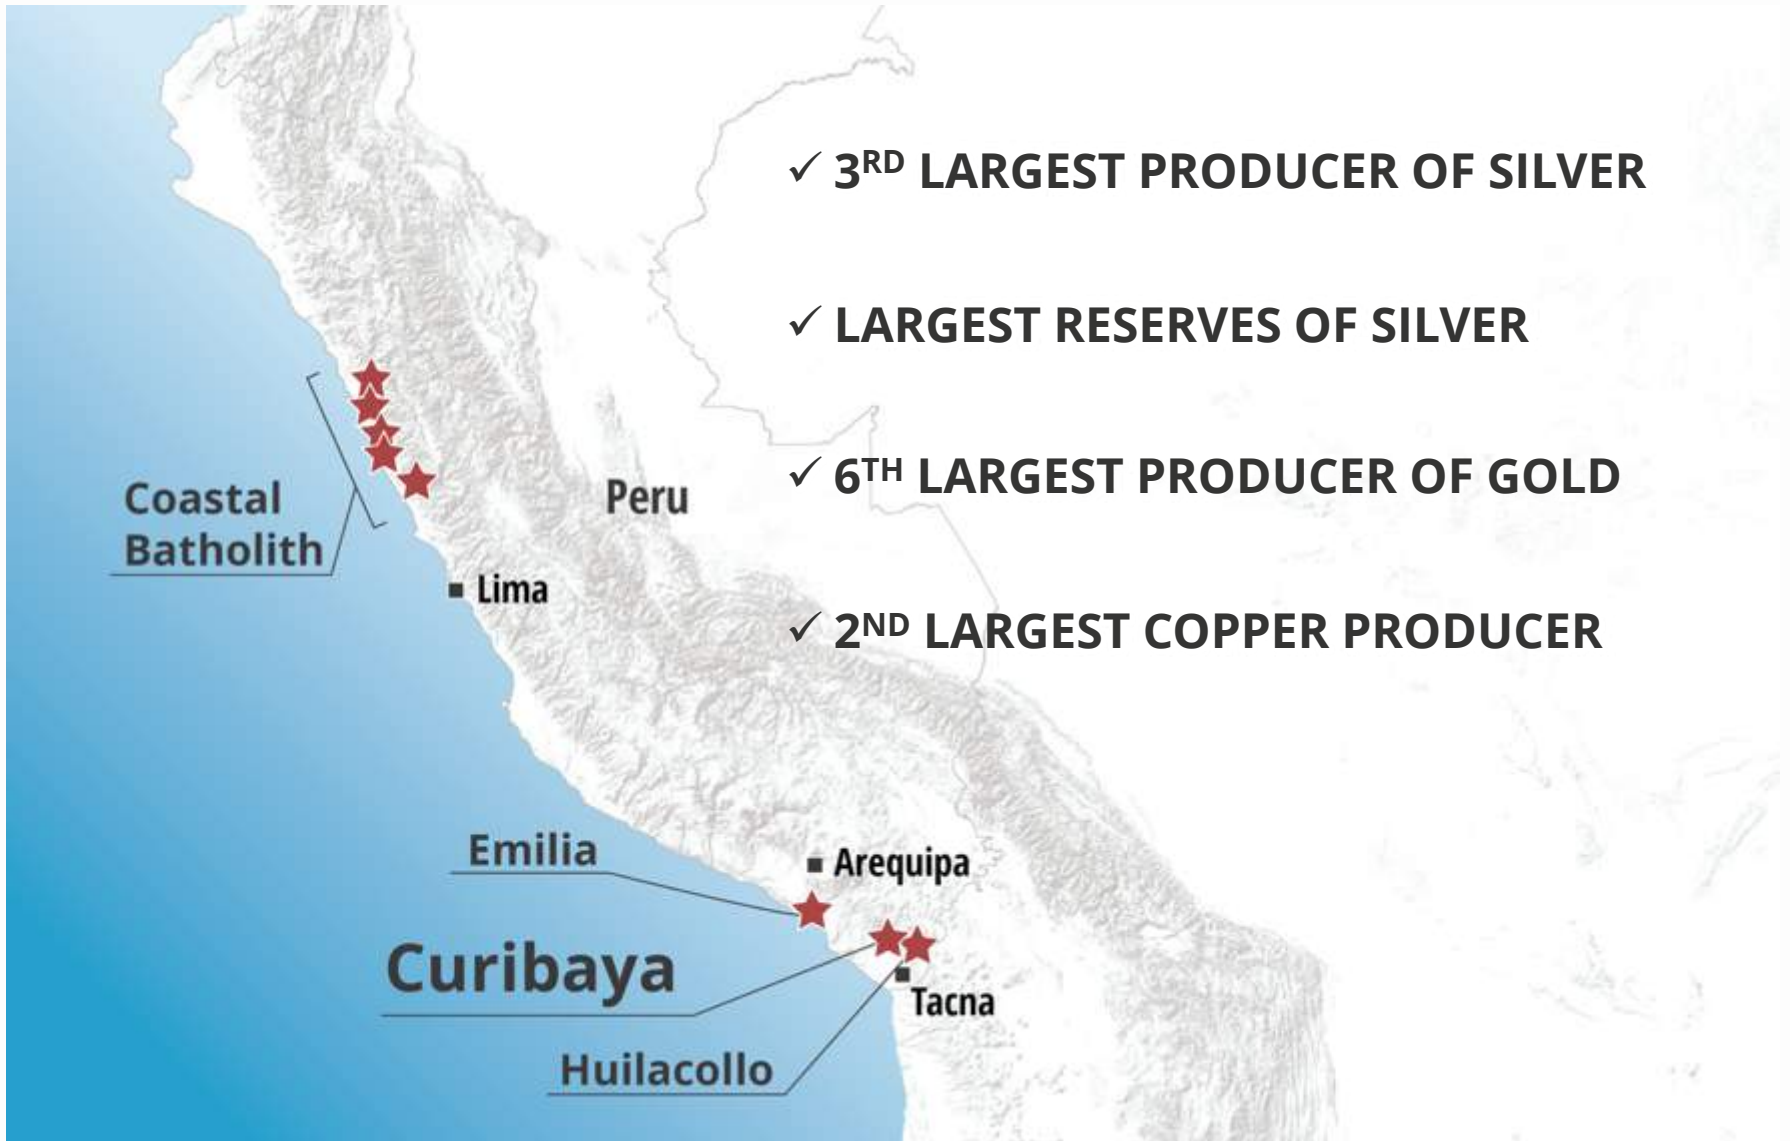 ✓ 3RD LARGEST PRODUCER OF SILVER
✓ LARGEST RESERVES OF SILVER
✓ 6TH LARGEST PRODUCER OF GOLD
✓ 2ND LARGEST COPPER PRODUCER
Coastal
Batholith
Peru
Lima
Emilia
Arequipa
Curibaya
Tacna
Huilacollo